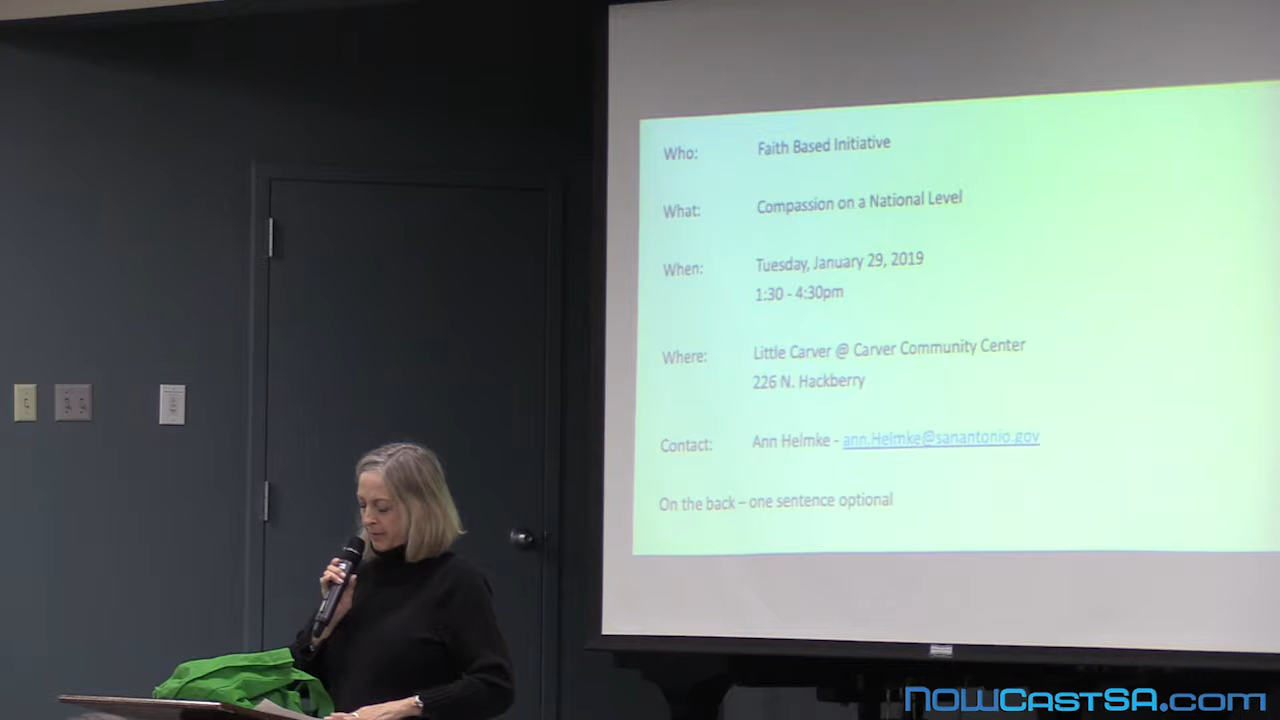 Who: Faith Based Initiative
What: Compassion on a National Level
When: Tuesday, January 29, 2019
1:30 - 4:30pm
Where: Little Carver @ Carver Community Center
226 N. Hackberry
Contact: Ann Helmke - ann.Helmke@sanantonio.gov
On the back – one sentence optional
NOWCASTSA.com